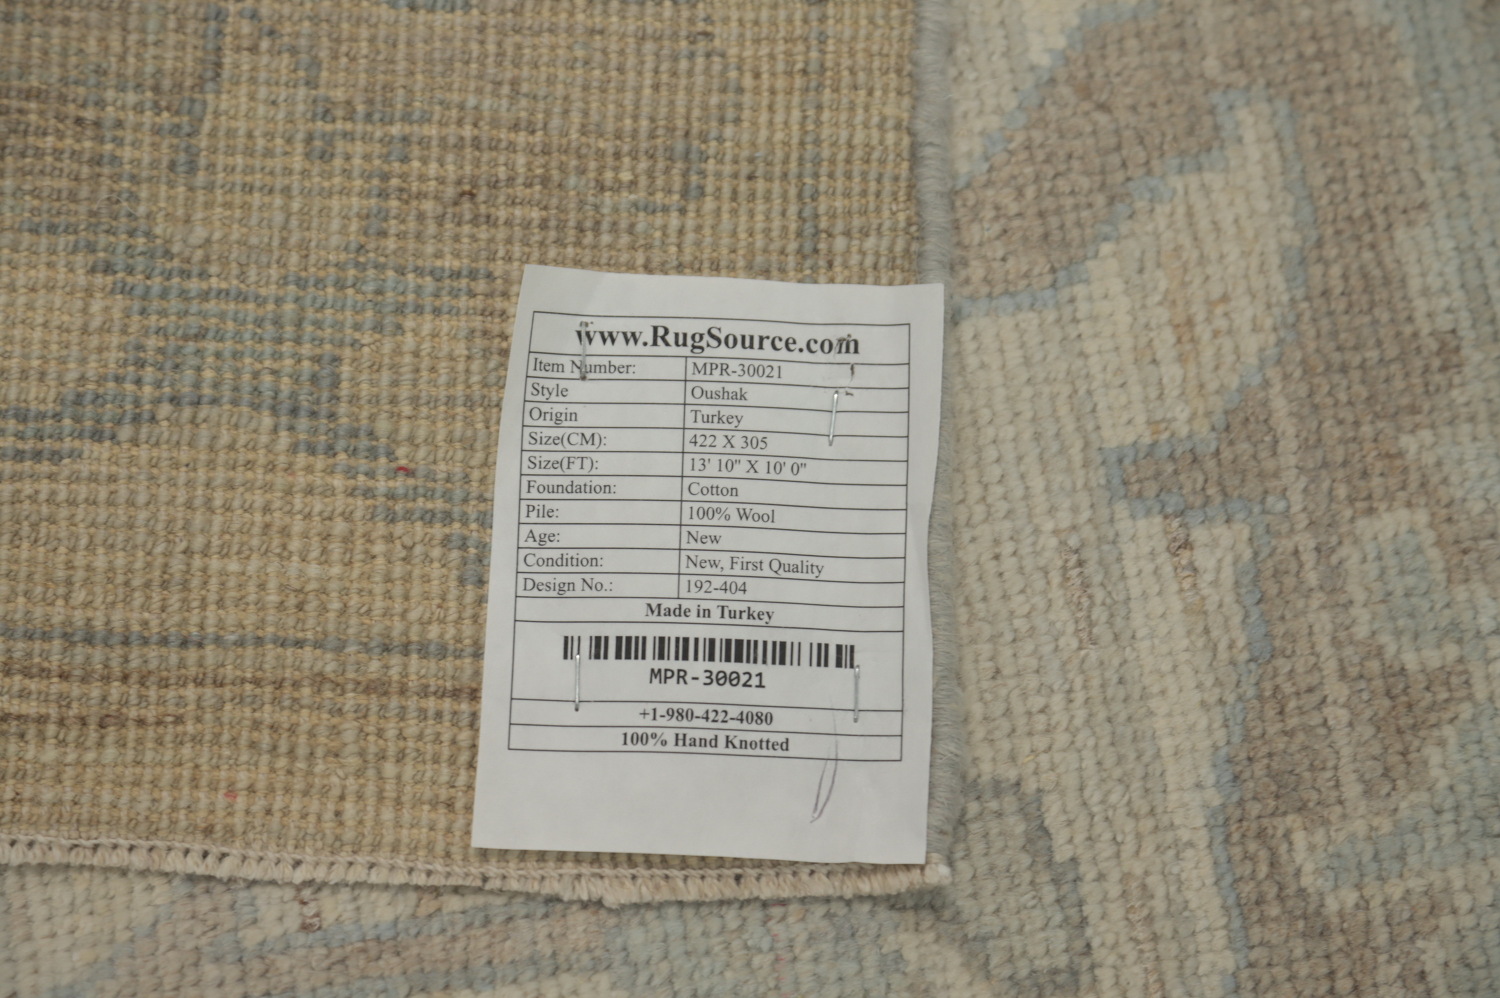 www.RugSource.com
Item Number: MPR-30021
Style Oushak
Origin Turkey
Size(CM): 422 X 305
Size(FT): 13' 10" X 10' 0"
Foundation: Cotton
Pile: 100% Wool
Age: New
Condition: New, First Quality
Design No.: 192-404
Made in Turkey
MPR-30021
+1-980-422-4080
100% Hand Knotted